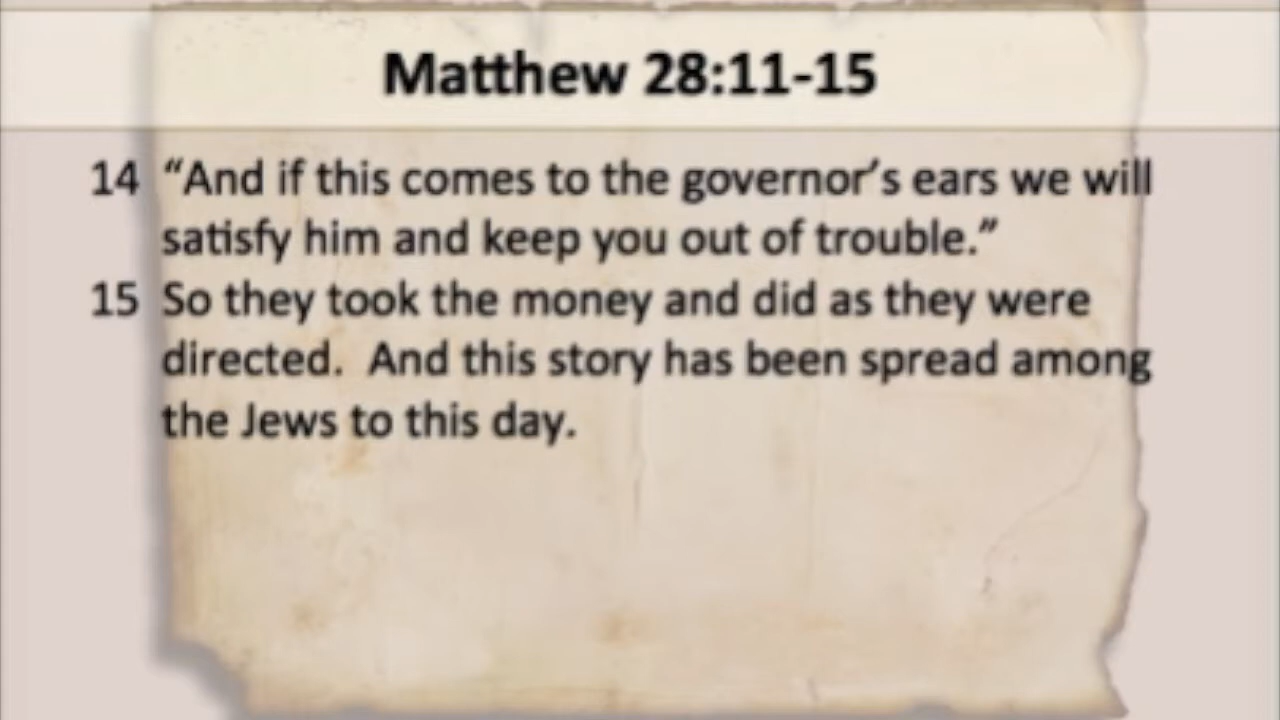 Matthew 28:11-15
14 “And if this comes to the governor’s ears we will
satisfy him and keep you out of trouble.”
15 So they took the money and did as they were
directed.  And this story has been spread among
the Jews to this day.